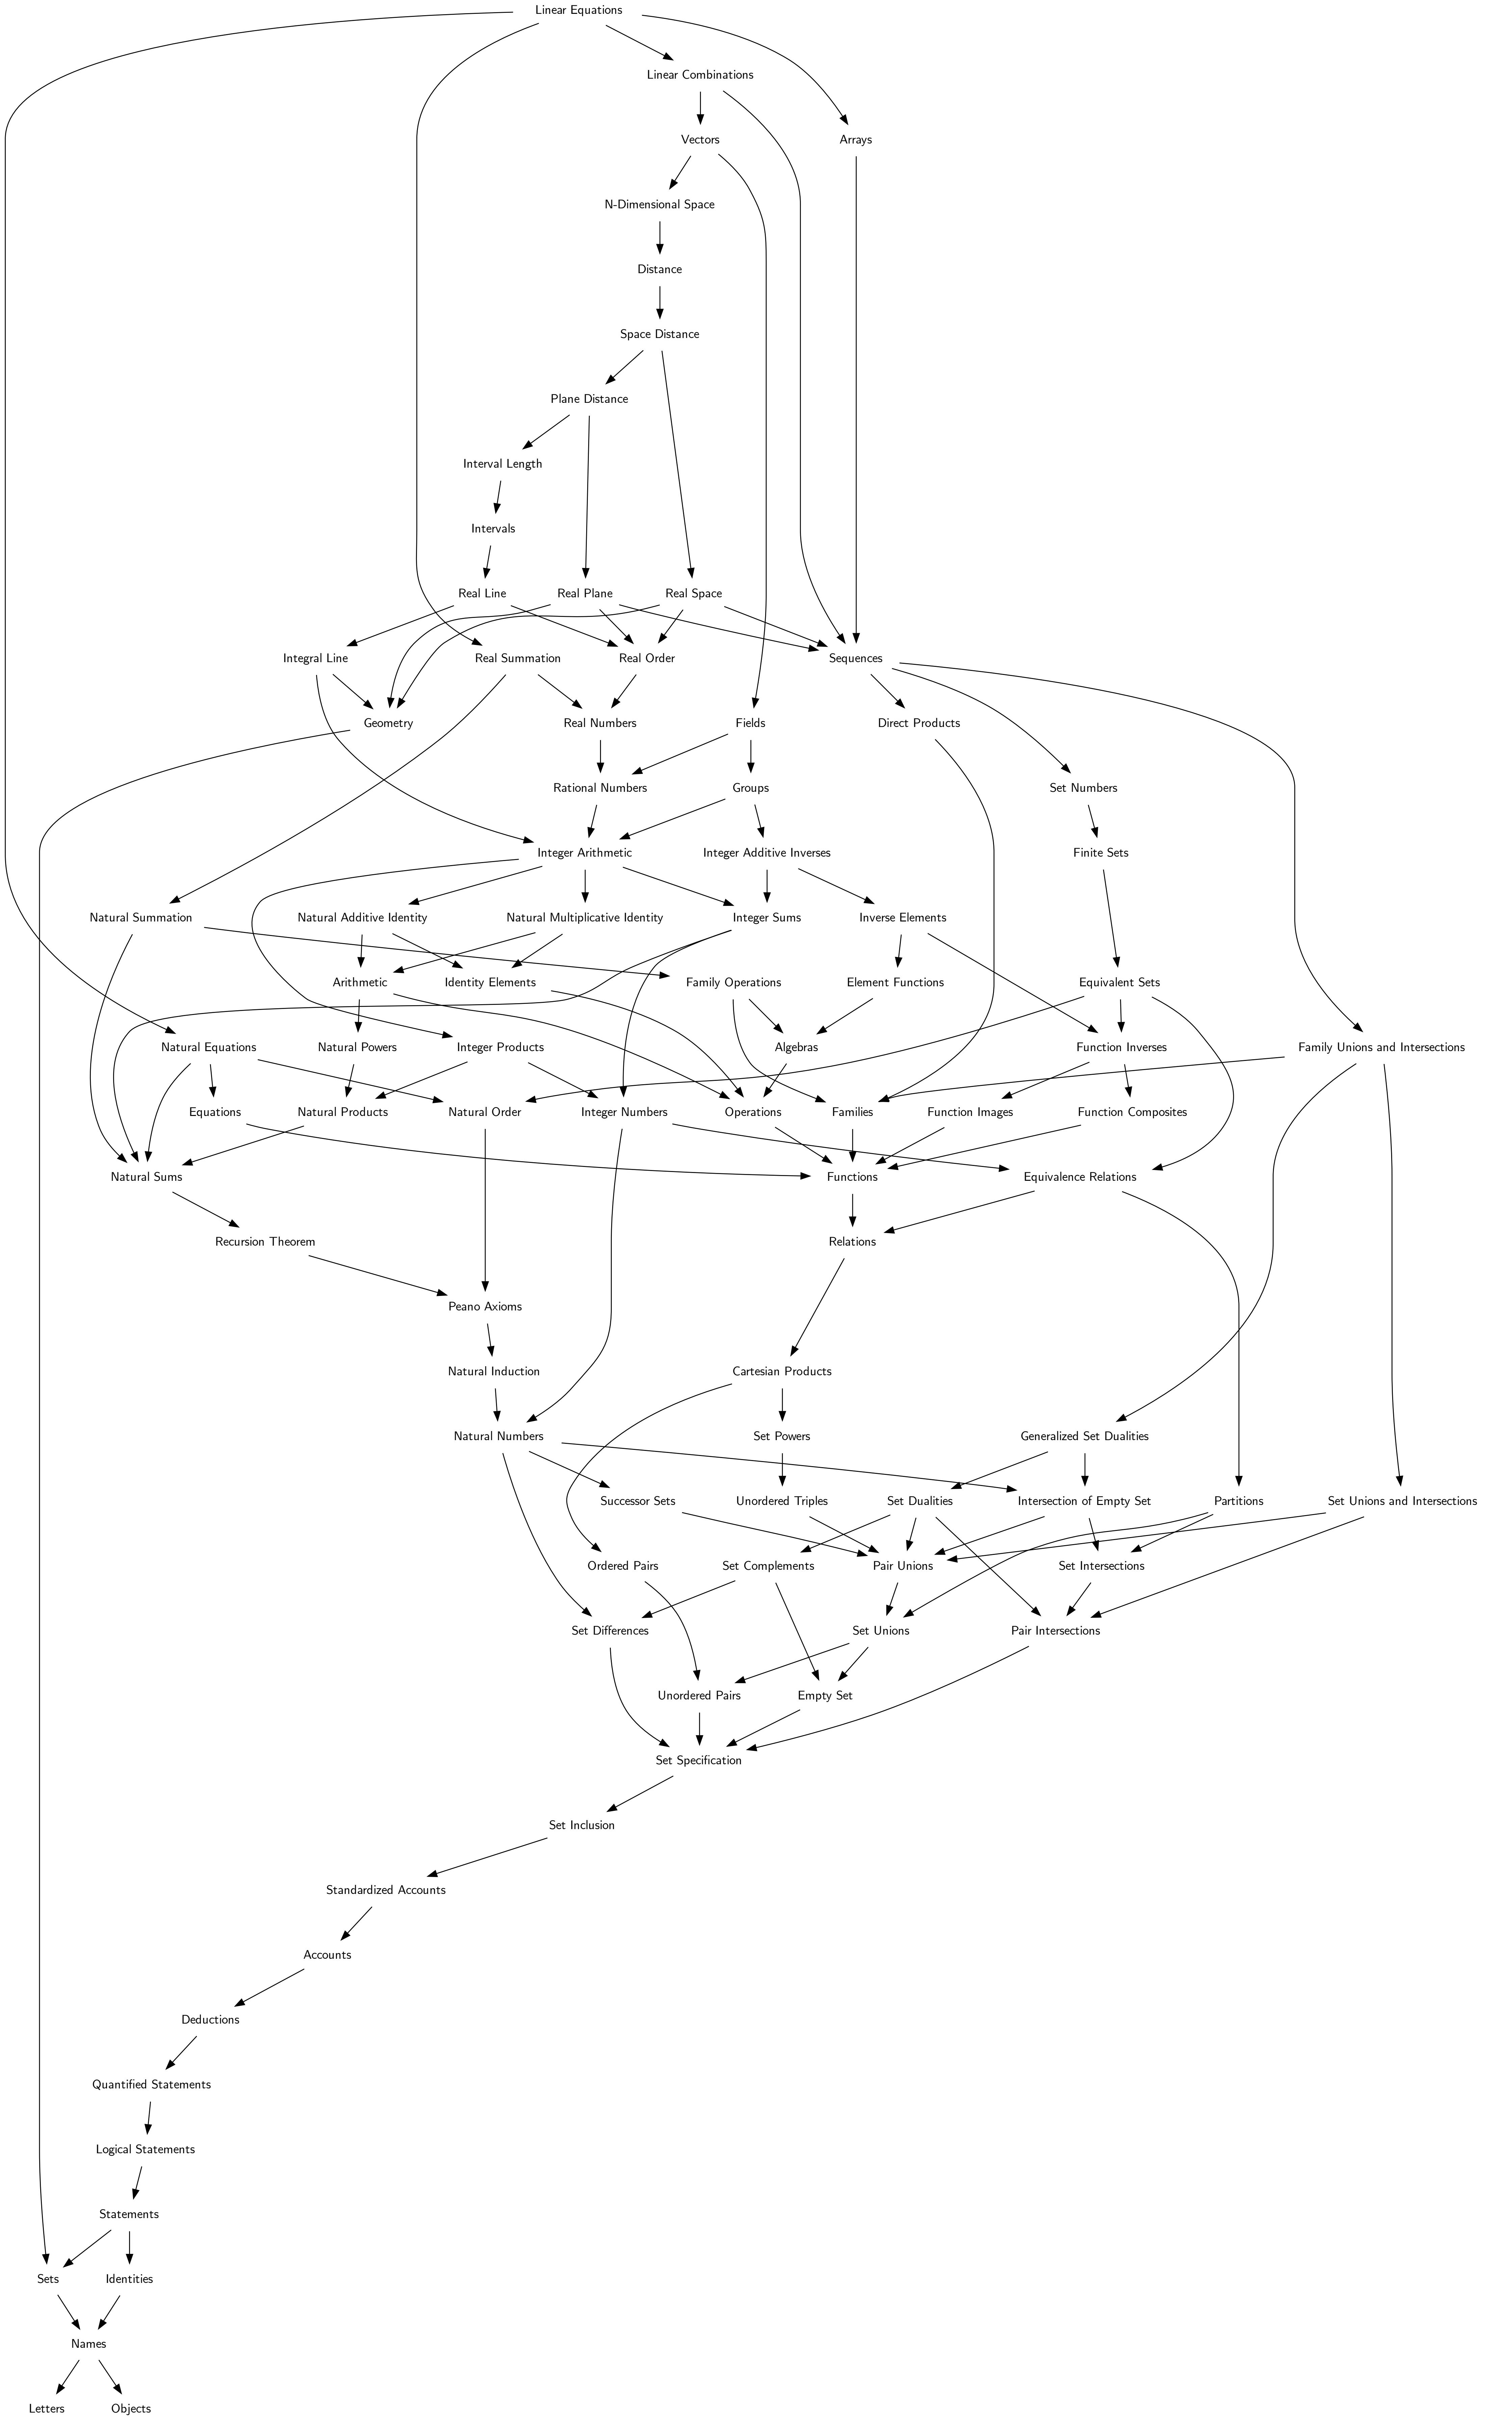 Linear Equations
Linear Combinations
Vectors
Arrays
N-Dimensional Space
Distance
Space Distance
Plane Distance
Interval Length
Intervals
Real Line
Real Plane
Real Space
Integral Line
Real Summation
Real Order
Sequences
Geometry
Real Numbers
Fields
Direct Products
Rational Numbers
Groups
Set Numbers
Integer Arithmetic
Integer Additive Inverses
Finite Sets
Natural Summation
Natural Additive Identity
Natural Multiplicative Identity
Integer Sums
Inverse Elements
Arithmetic
Identity Elements
Family Operations
Element Functions
Equivalent Sets
Natural Equations
Natural Powers
Integer Products
Algebras
Function Inverses
Family Unions and Intersections
Equations
Natural Products
Natural Order
Integer Numbers
Operations
Families
Function Images
Function Composites
Natural Sums
Functions
Equivalence Relations
Recursion Theorem
Relations
Peano Axioms
Natural Induction
Cartesian Products
Natural Numbers
Set Powers
Generalized Set Dualities
Successor Sets
Unordered Triples
Set Dualities
Intersection of Empty Set
Partitions
Set Unions and Intersections
Ordered Pairs
Set Complements
Pair Unions
Set Intersections
Set Differences
Set Unions
Pair Intersections
Unordered Pairs
Empty Set
Set Specification
Set Inclusion
Standardized Accounts
Accounts
Deductions
Quantified Statements
Logical Statements
Statements
Sets
Identities
Names
Letters
Objects